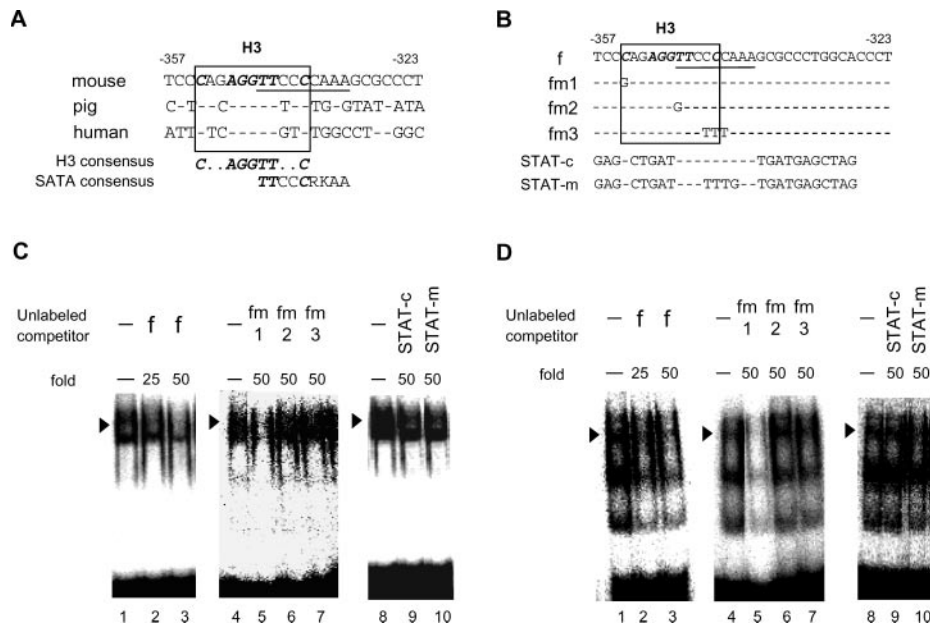 A
H3
-357 -323
mouse TCCCAGAGGTTCCCCAAAGCGCCCT
pig C-T--C-----T--TG-GTAT-ATA
human ATT-TC-----GT-TGGCCT--GGC
H3 consensus C..AGGTT..C
SATA consensus TTCCCRKAA
B
H3
-357 -323
f TCCCAGAGGTTCCCCAAAGCGCCCTGGCACCCT
fm1 G
fm2 G
fm3 TTT
STAT-c GAG-CTGAT----------TGATGAGCTAG
STAT-m GAG-CTGAT---TTTG--TGATGAGCTAG
C
Unlabeled competitor — f f — fm 1 fm 2 fm 3 — STAT-c STAT-m
fold — 25 50 — 50 50 50 — 50 50
1 2 3 4 5 6 7 8 9 10
D
Unlabeled competitor — f f — fm 1 fm 2 fm 3 — STAT-c STAT-m
fold — 25 50 — 50 50 50 — 50 50
1 2 3 4 5 6 7 8 9 10